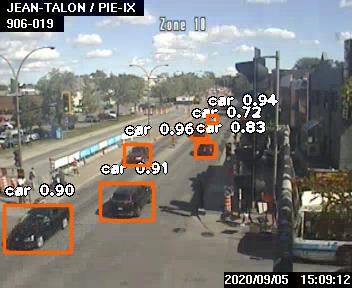 JEAN-TALON / PIE-IX
906-019
Zone 10
car 0.94
car 0.72
car 0.96
car 0.83
car 0.91
car 0.90
2020/09/05 15:09:12